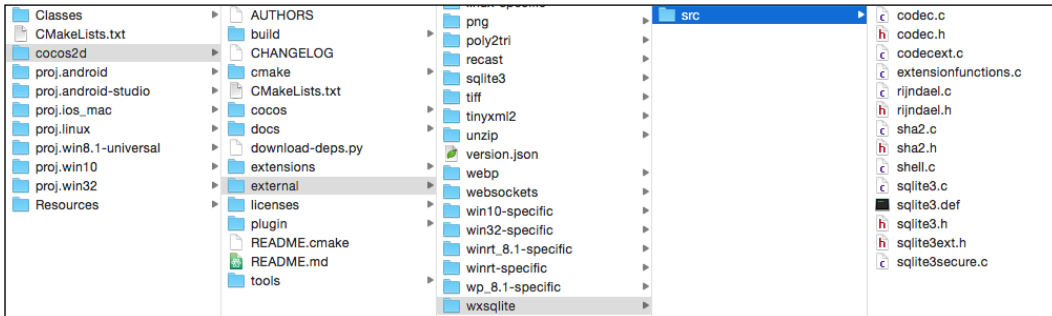 Classes
CMakeLists.txt
cocos2d
proj.android
proj.android-studio
proj.ios_mac
proj.linux
proj.win8.1-universal
proj.win10
proj.win32
Resources
AUTHORS
build
CHANGELOG
cmake
CMakeLists.txt
cocos
docs
download-deps.py
extensions
external
licenses
plugin
README.cmake
README.md
tools
linux-specific
png
poly2tri
recast
sqlite3
tiff
tinyxml2
unzip
version.json
webp
websockets
win10-specific
win32-specific
winrt_8.1-specific
winrt-specific
wp_8.1-specific
wxsqlite
src
c codec.c
h codec.h
c codecext.c
c extensionfunctions.c
c rijndael.c
h rijndael.h
c sha2.c
h sha2.h
c shell.c
c sqlite3.c
sqlite3.def
h sqlite3.h
h sqlite3ext.h
c sqlite3secure.c